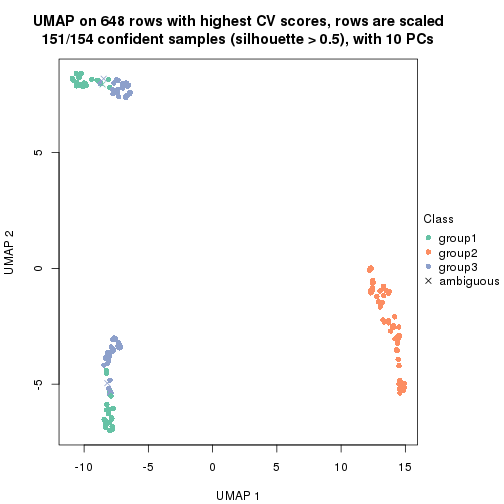 UMAP on 648 rows with highest CV scores, rows are scaled
151/154 confident samples (silhouette > 0.5), with 10 PCs
5
0
-5
UMAP 2
-10
-5
0
5
10
15
UMAP 1
Class
group1
group2
group3
ambiguous